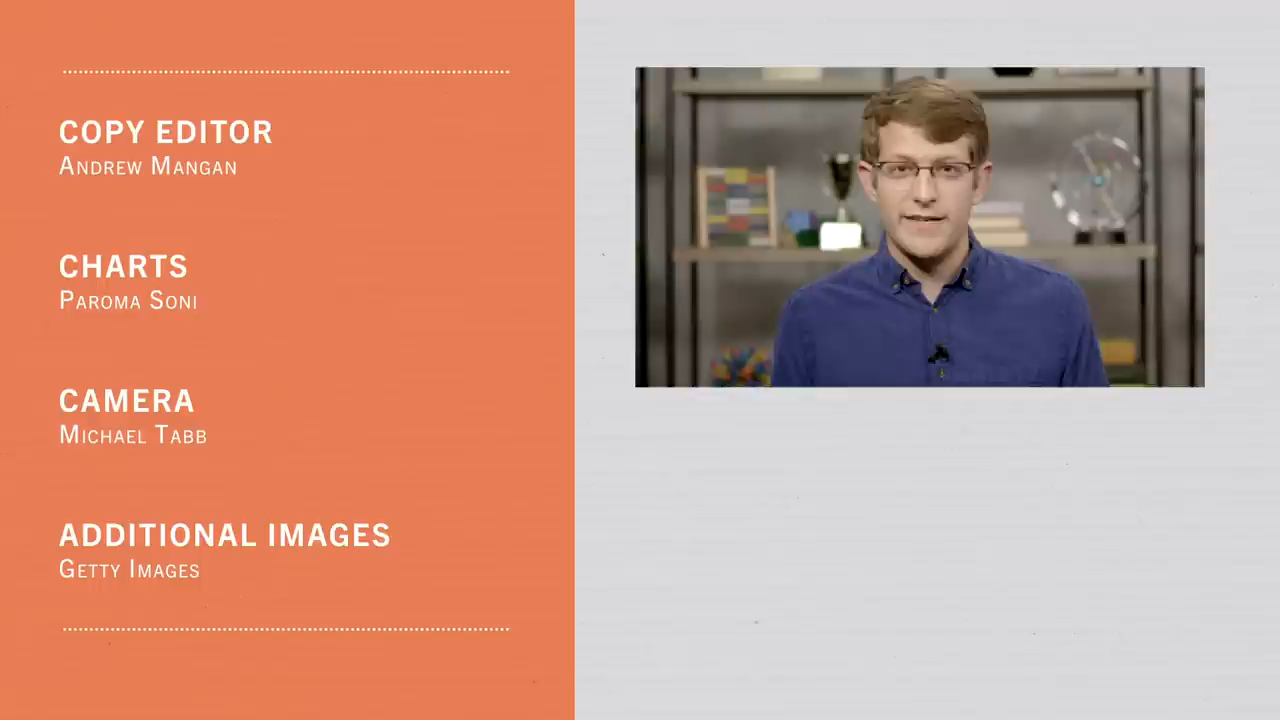 COPY EDITOR
Andrew Mangan
CHARTS
Paroma Soni
CAMERA
Michael Tabb
ADDITIONAL IMAGES
Getty Images